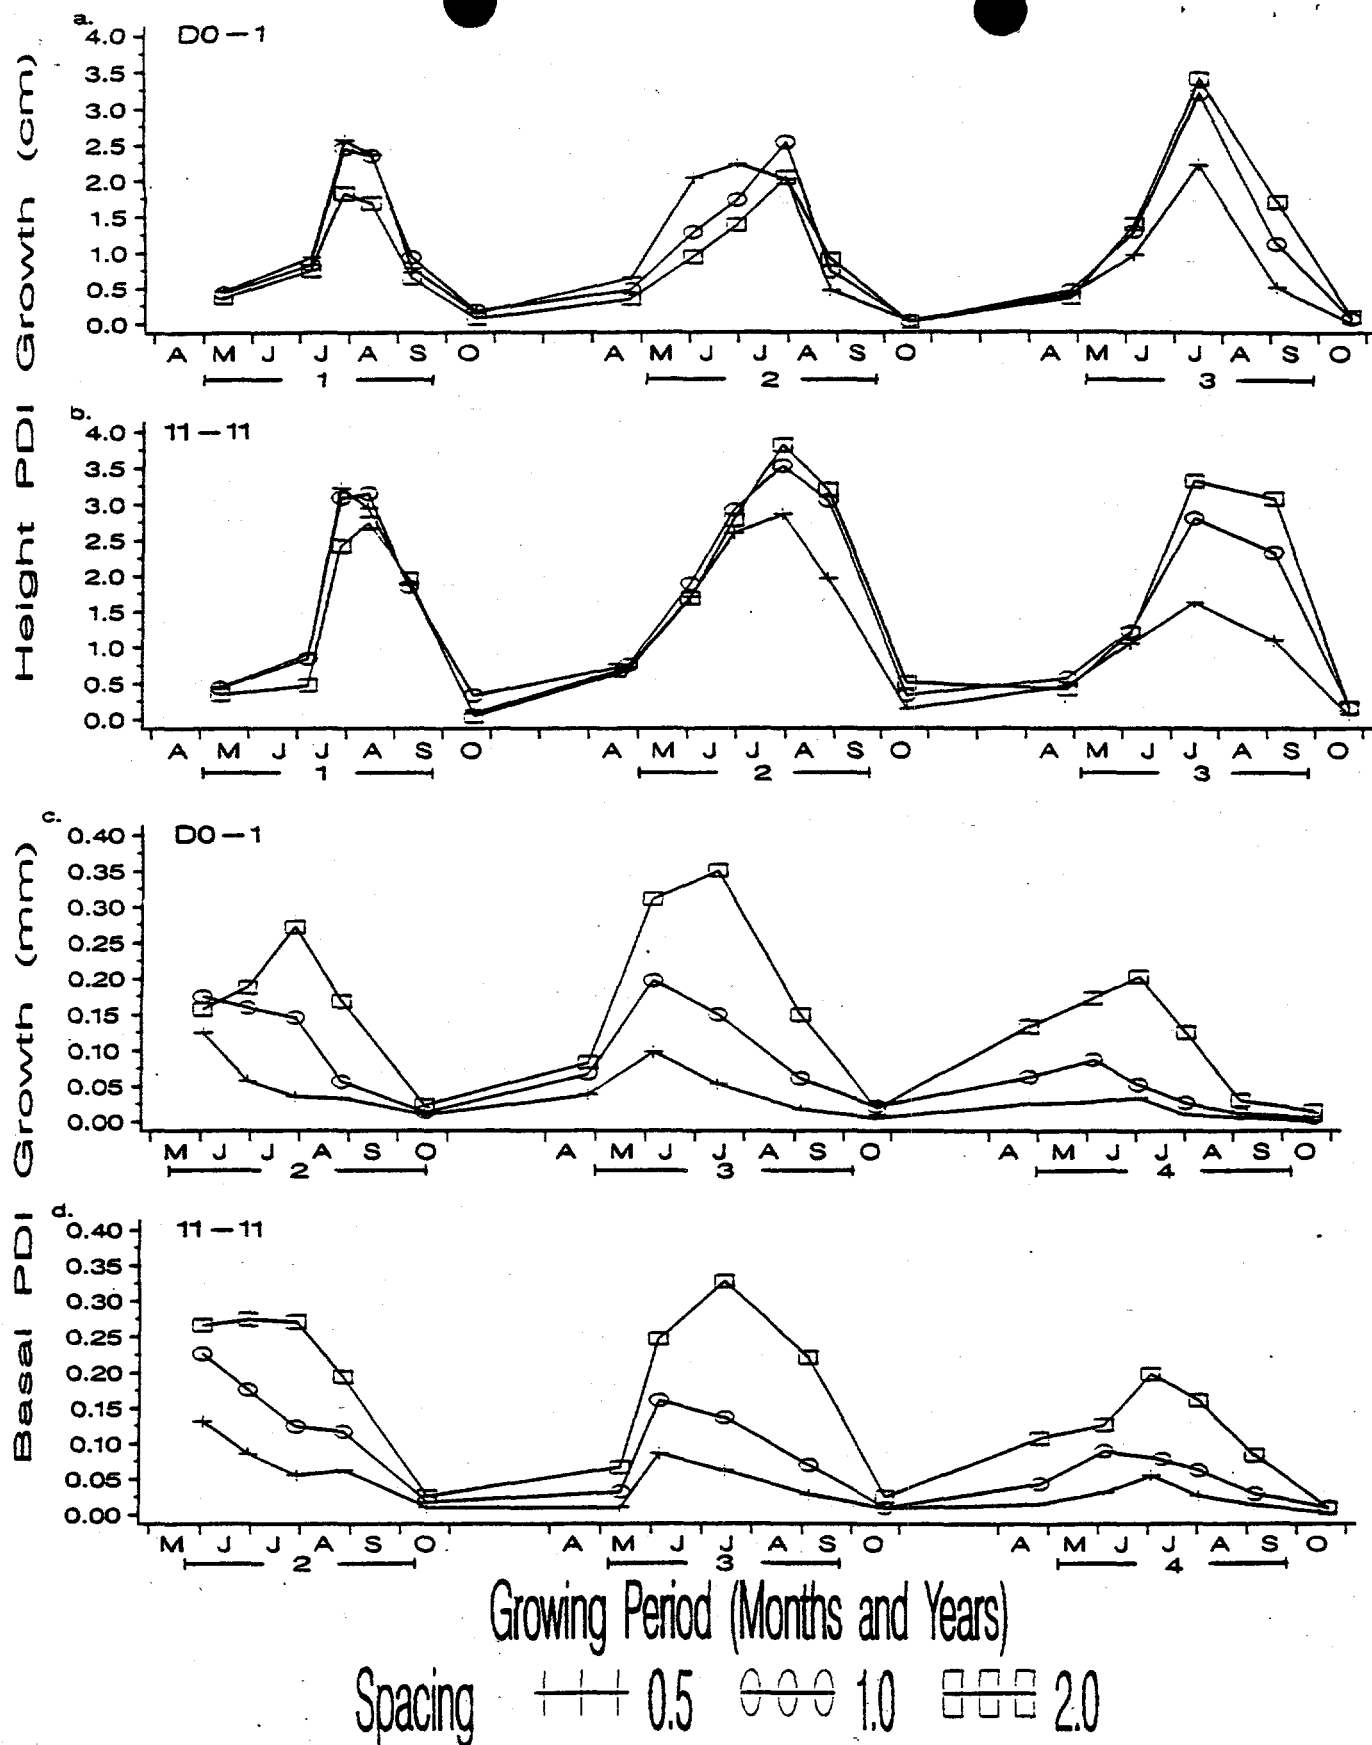 a.
D0-1
4.0
3.5
3.0
2.5
2.0
1.5
1.0
0.5
0.0
A M J J A S O A M J J A S O A M J J A S O
1 2 3
b.
11-11
4.0
3.5
3.0
2.5
2.0
1.5
1.0
0.5
0.0
A M J J A S O A M J J A S O A M J J A S O
1 2 3
Height PDI Growth (cm)
c.
D0-1
0.40
0.35
0.30
0.25
0.20
0.15
0.10
0.05
0.00
M J J A S O A M J J A S O A M J J A S O
2 3 4
d.
11-11
0.40
0.35
0.30
0.25
0.20
0.15
0.10
0.05
0.00
M J J A S O A M J J A S O A M J J A S O
2 3 4
Basal PDI Growth (mm)
Growing Period (Months and Years)
Spacing 0.5 1.0 2.0